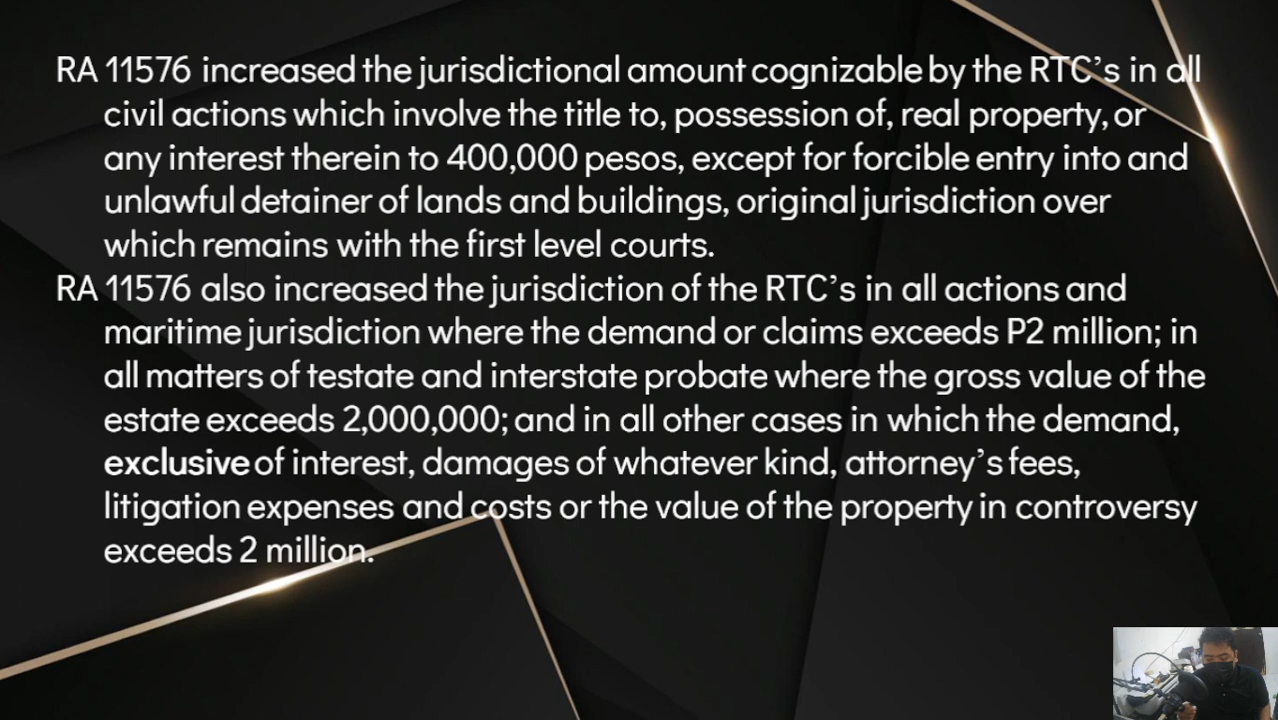 RA 11576 increased the jurisdictional amount cognizable by the RTC's in all
civil actions which involve the title to, possession of, real property, or
any interest therein to 400,000 pesos, except for forcible entry into and
unlawful detainer of lands and buildings, original jurisdiction over
which remains with the first level courts.
RA 11576 also increased the jurisdiction of the RTC's in all actions and
maritime jurisdiction where the demand or claims exceeds P2 million; in
all matters of testate and interstate probate where the gross value of the
estate exceeds 2,000,000; and in all other cases in which the demand,
exclusive of interest, damages of whatever kind, attorney's fees,
litigation expenses and costs or the value of the property in controversy
exceeds 2 million.